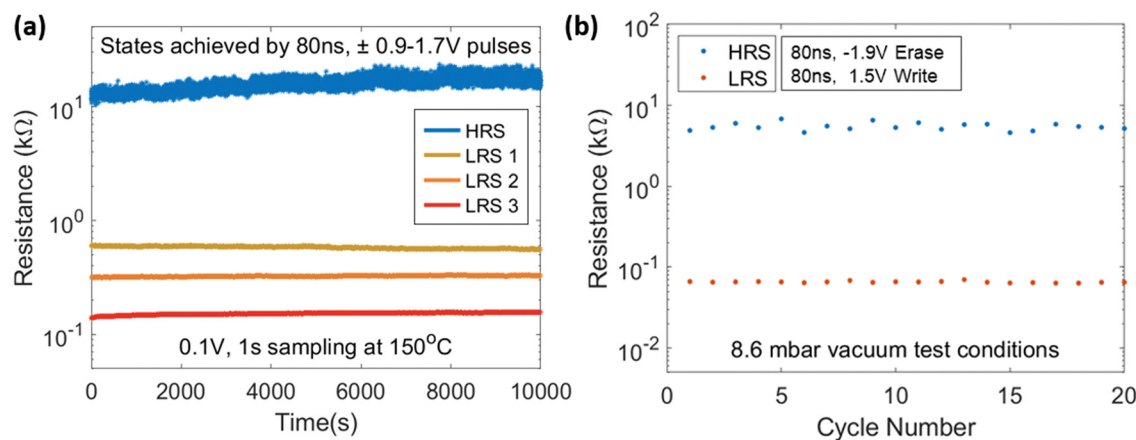 (a)
States achieved by 80ns, ± 0.9-1.7V pulses
10¹
10⁰
10⁻¹
Resistance (kΩ)
HRS
LRS 1
LRS 2
LRS 3
0.1V, 1s sampling at 150°C
0 2000 4000 6000 8000 10000
Time(s)
(b)
10²
10¹
10⁰
10⁻¹
10⁻²
Resistance (kΩ)
HRS
LRS
80ns, -1.9V Erase
80ns, 1.5V Write
8.6 mbar vacuum test conditions
0 5 10 15 20
Cycle Number